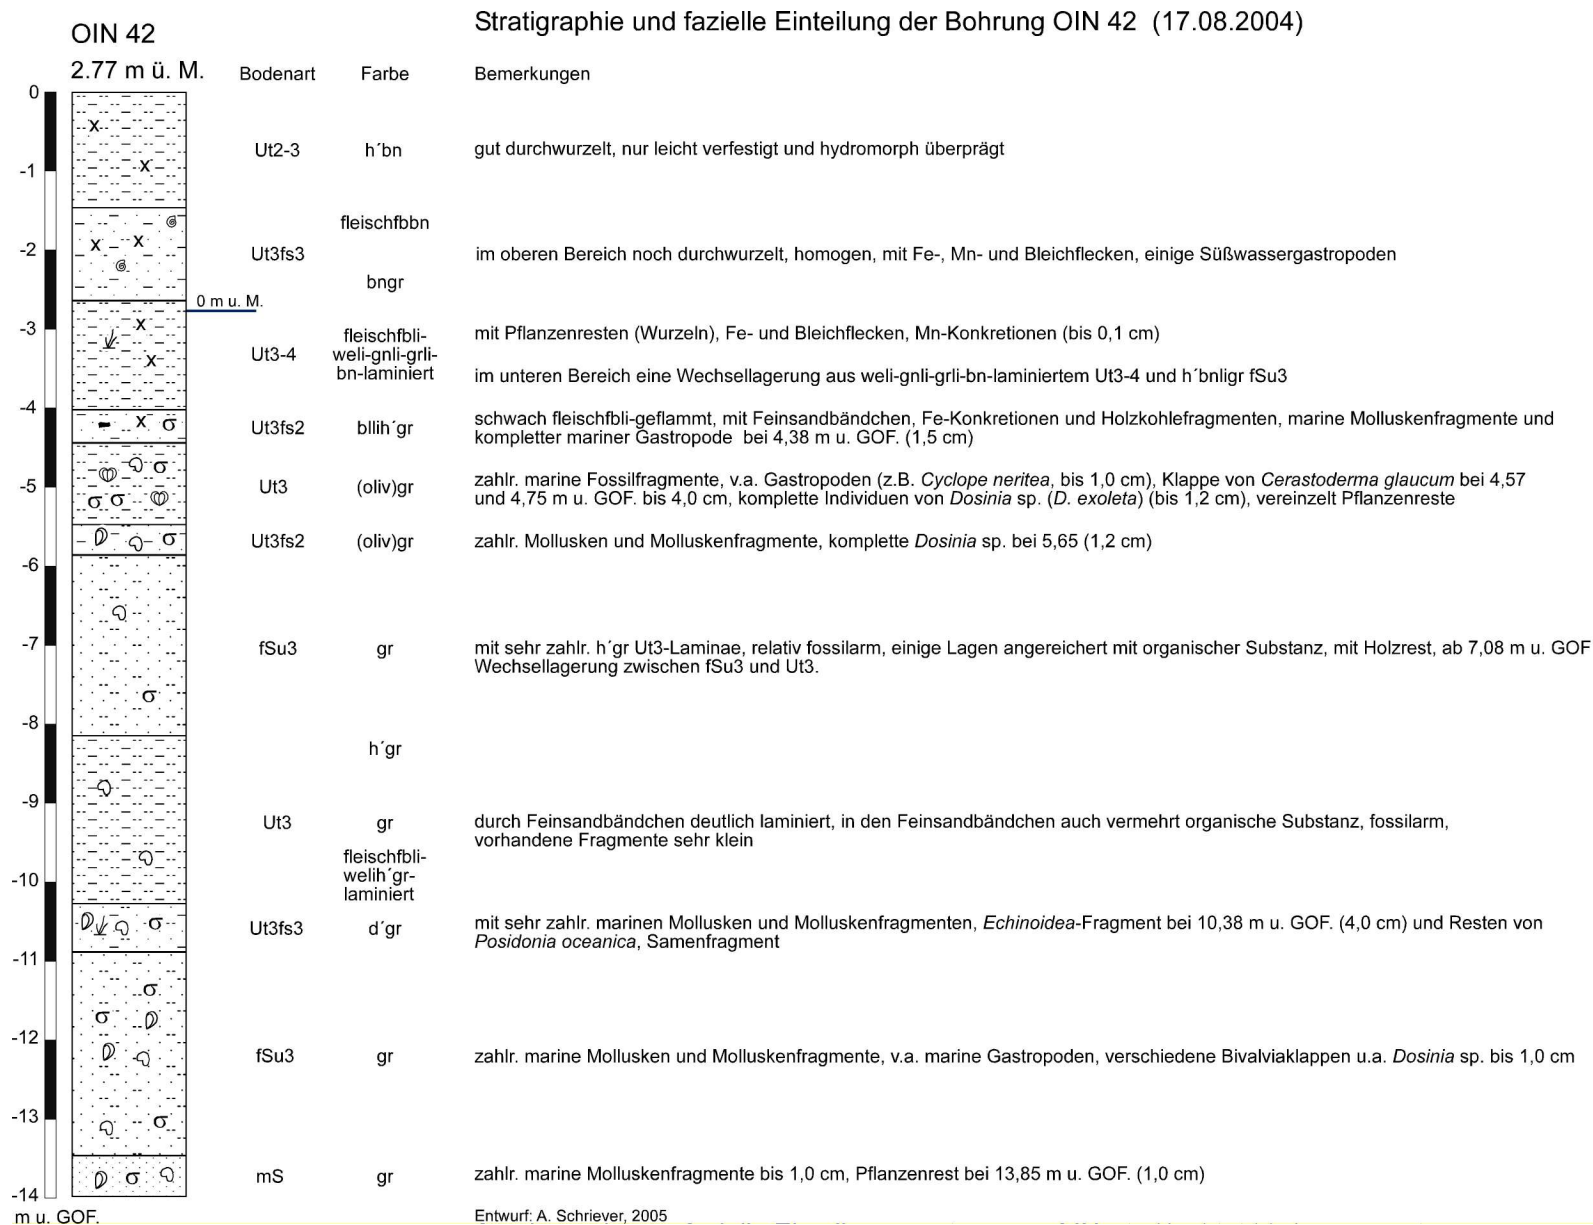 Stratigraphie und fazielle Einteilung der Bohrung OIN 42 (17.08.2004)
OIN 42
2.77 m ü. M.
Bodenart
Farbe
Bemerkungen
0
-1
-2
-3
-4
-5
-6
-7
-8
-9
-10
-11
-12
-13
-14
m u. GOF.
0 m u. M.
Ut2-3
h´bn
gut durchwurzelt, nur leicht verfestigt und hydromorph überprägt
Ut3fs3
fleischfbbn
bngr
im oberen Bereich noch durchwurzelt, homogen, mit Fe-, Mn- und Bleichflecken, einige Süßwassergastropoden
Ut3-4
fleischfbli-
weli-gnli-grli-
bn-laminiert
mit Pflanzenresten (Wurzeln), Fe- und Bleichflecken, Mn-Konkretionen (bis 0,1 cm)
im unteren Bereich eine Wechsellagerung aus weli-gnli-grli-bn-laminiertem Ut3-4 und h´bnligr fSu3
Ut3fs2
bllih´gr
schwach fleischfbli-geflammt, mit Feinsandbändchen, Fe-Konkretionen und Holzkohlefragmenten, marine Molluskenfragmente und
kompletter mariner Gastropode bei 4,38 m u. GOF. (1,5 cm)
Ut3
(oliv)gr
zahlr. marine Fossilfragmente, v.a. Gastropoden (z.B. Cyclope neritea, bis 1,0 cm), Klappe von Cerastoderma glaucum bei 4,57
und 4,75 m u. GOF. bis 4,0 cm, komplette Individuen von Dosinia sp. (D. exoleta) (bis 1,2 cm), vereinzelt Pflanzenreste
Ut3fs2
(oliv)gr
zahlr. Mollusken und Molluskenfragmente, komplette Dosinia sp. bei 5,65 (1,2 cm)
fSu3
gr
mit sehr zahlr. h´gr Ut3-Laminae, relativ fossilarm, einige Lagen angereichert mit organischer Substanz, mit Holzrest, ab 7,08 m u. GOF
Wechsellagerung zwischen fSu3 und Ut3.
Ut3
h´gr
gr
fleischfbli-
welih´gr-
laminiert
durch Feinsandbändchen deutlich laminiert, in den Feinsandbändchen auch vermehrt organische Substanz, fossilarm,
vorhandene Fragmente sehr klein
Ut3fs3
d´gr
mit sehr zahlr. marinen Mollusken und Molluskenfragmenten, Echinoidea-Fragment bei 10,38 m u. GOF. (4,0 cm) und Resten von
Posidonia oceanica, Samenfragment
fSu3
gr
zahlr. marine Mollusken und Molluskenfragmente, v.a. marine Gastropoden, verschiedene Bivalviaklappen u.a. Dosinia sp. bis 1,0 cm
mS
gr
zahlr. marine Molluskenfragmente bis 1,0 cm, Pflanzenrest bei 13,85 m u. GOF. (1,0 cm)
Entwurf: A. Schriever, 2005